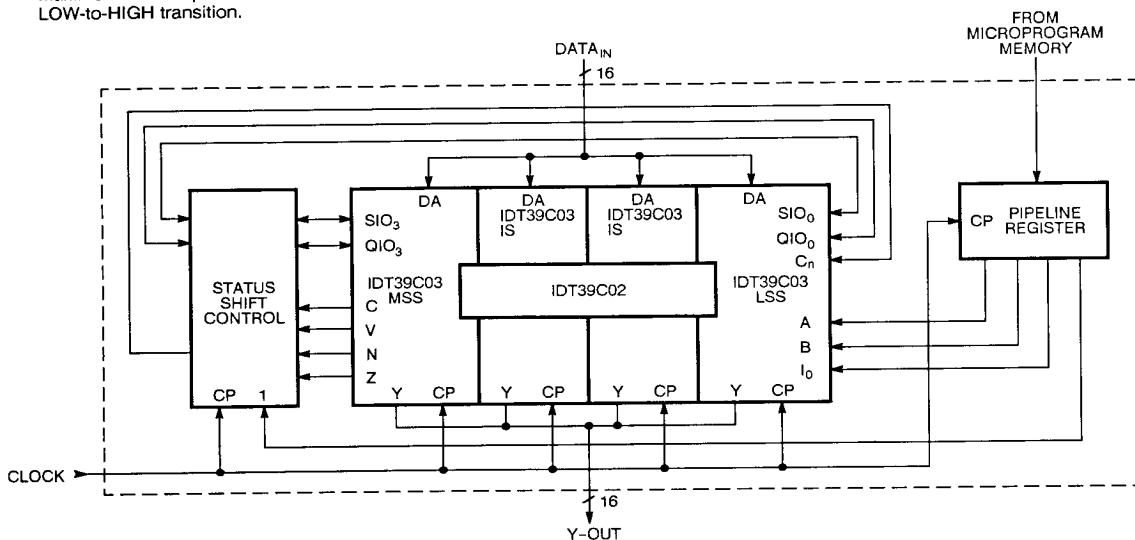 LOW-to-HIGH transition.
FROM
MICROPROGRAM
MEMORY
DATAIN
16
DA
DA
DA
DA
IDT39C03
IS
IDT39C03
IS
SIO3
QIO3
IDT39C03
MSS
C
V
N
Z
Y
CP
Y
CP
Y
CP
Y
CP
IDT39C02
SIO0
QIO0
Cn
IDT39C03
LSS
A
B
I0
STATUS
SHIFT
CONTROL
CP
1
CP
PIPELINE
REGISTER
CLOCK
16
Y-OUT